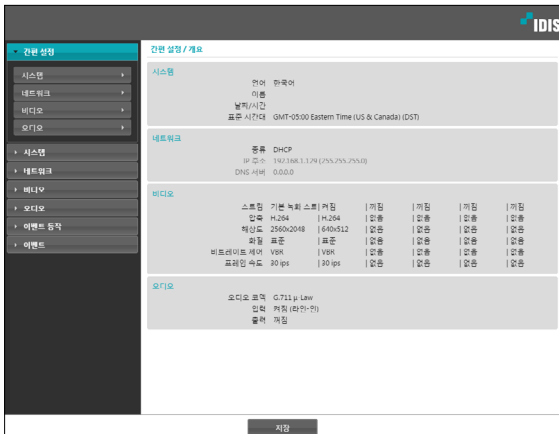 IDIS
간편 설정
시스템
네트워크
비디오
오디오
시스템
네트워크
비디오
오디오
이벤트 동작
이벤트
간편 설정 / 개요
시스템
언어 한국어
이름
날짜/시간
표준 시간대 GMT-05:00 Eastern Time (US & Canada) (DST)
네트워크
종류 DHCP
IP 주소 192.168.1.129 (255.255.255.0)
DNS 서버 0.0.0.0
비디오
스트림 기본 녹화 스트| 켜짐 | 꺼짐 | 꺼짐 | 꺼짐 | 꺼짐
압축 H.264 | H.264 | 없음 | 없음 | 없음 | 없음
해상도 2560x2048 | 640x512 | 없음 | 없음 | 없음 | 없음
화질 표준 | 표준 | 없음 | 없음 | 없음 | 없음
비트레이트 제어 VBR | VBR | 없음 | 없음 | 없음 | 없음
프레임 속도 30 ips | 30 ips | 없음 | 없음 | 없음 | 없음
오디오
오디오 코덱 G.711 μ-Law
입력 켜짐 (라인-인)
출력 꺼짐
저장